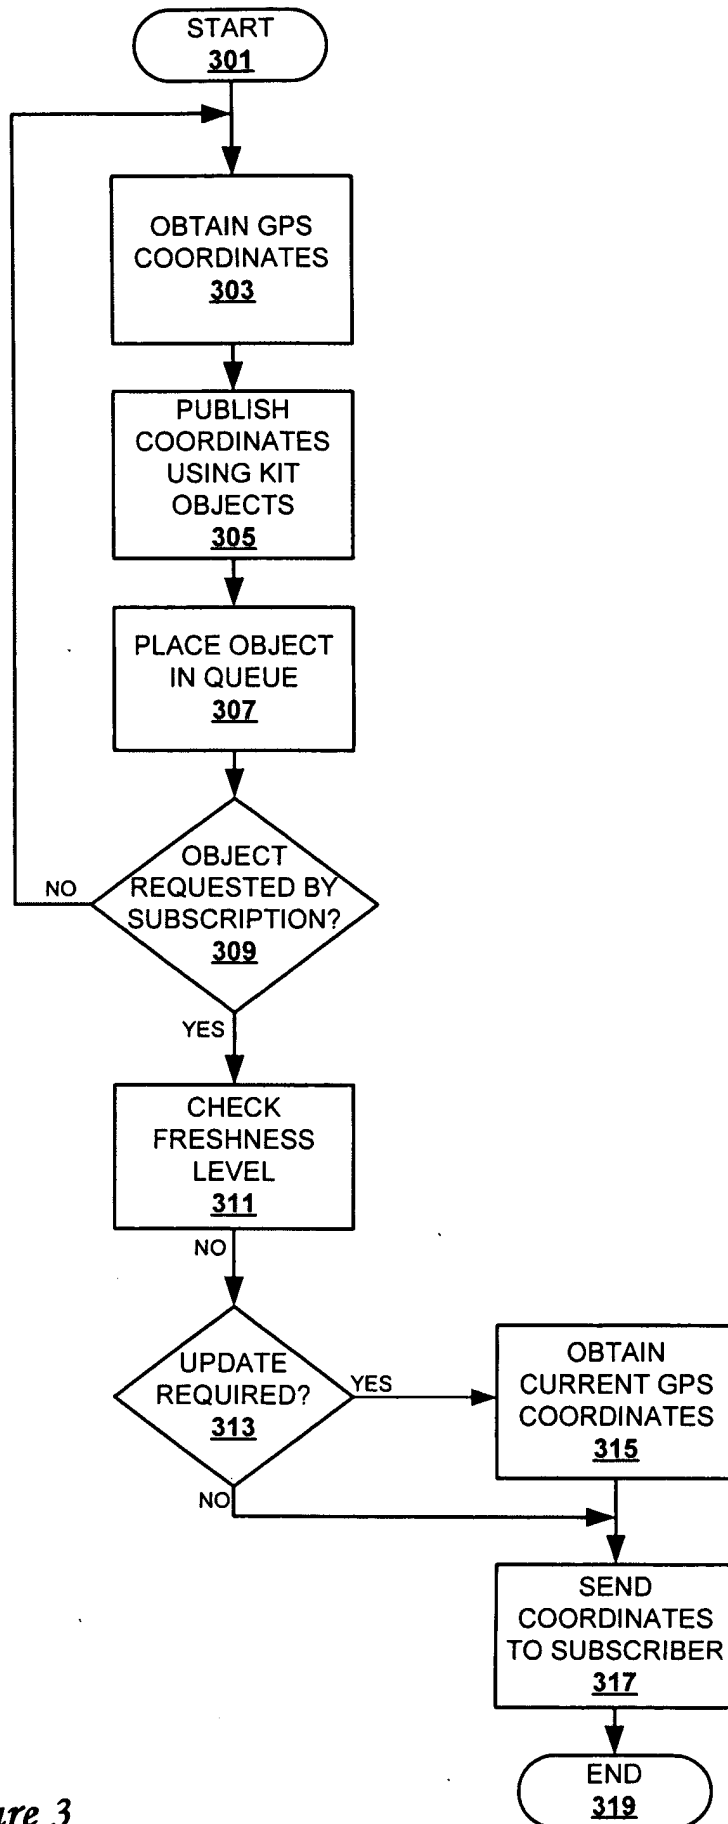 START
301
OBTAIN GPS
COORDINATES
303
PUBLISH
COORDINATES
USING KIT
OBJECTS
305
PLACE OBJECT
IN QUEUE
307
OBJECT
REQUESTED BY
SUBSCRIPTION?
309
NO
YES
CHECK
FRESHNESS
LEVEL
311
NO
UPDATE
REQUIRED?
313
YES
NO
OBTAIN
CURRENT GPS
COORDINATES
315
SEND
COORDINATES
TO SUBSCRIBER
317
END
319
ure 3